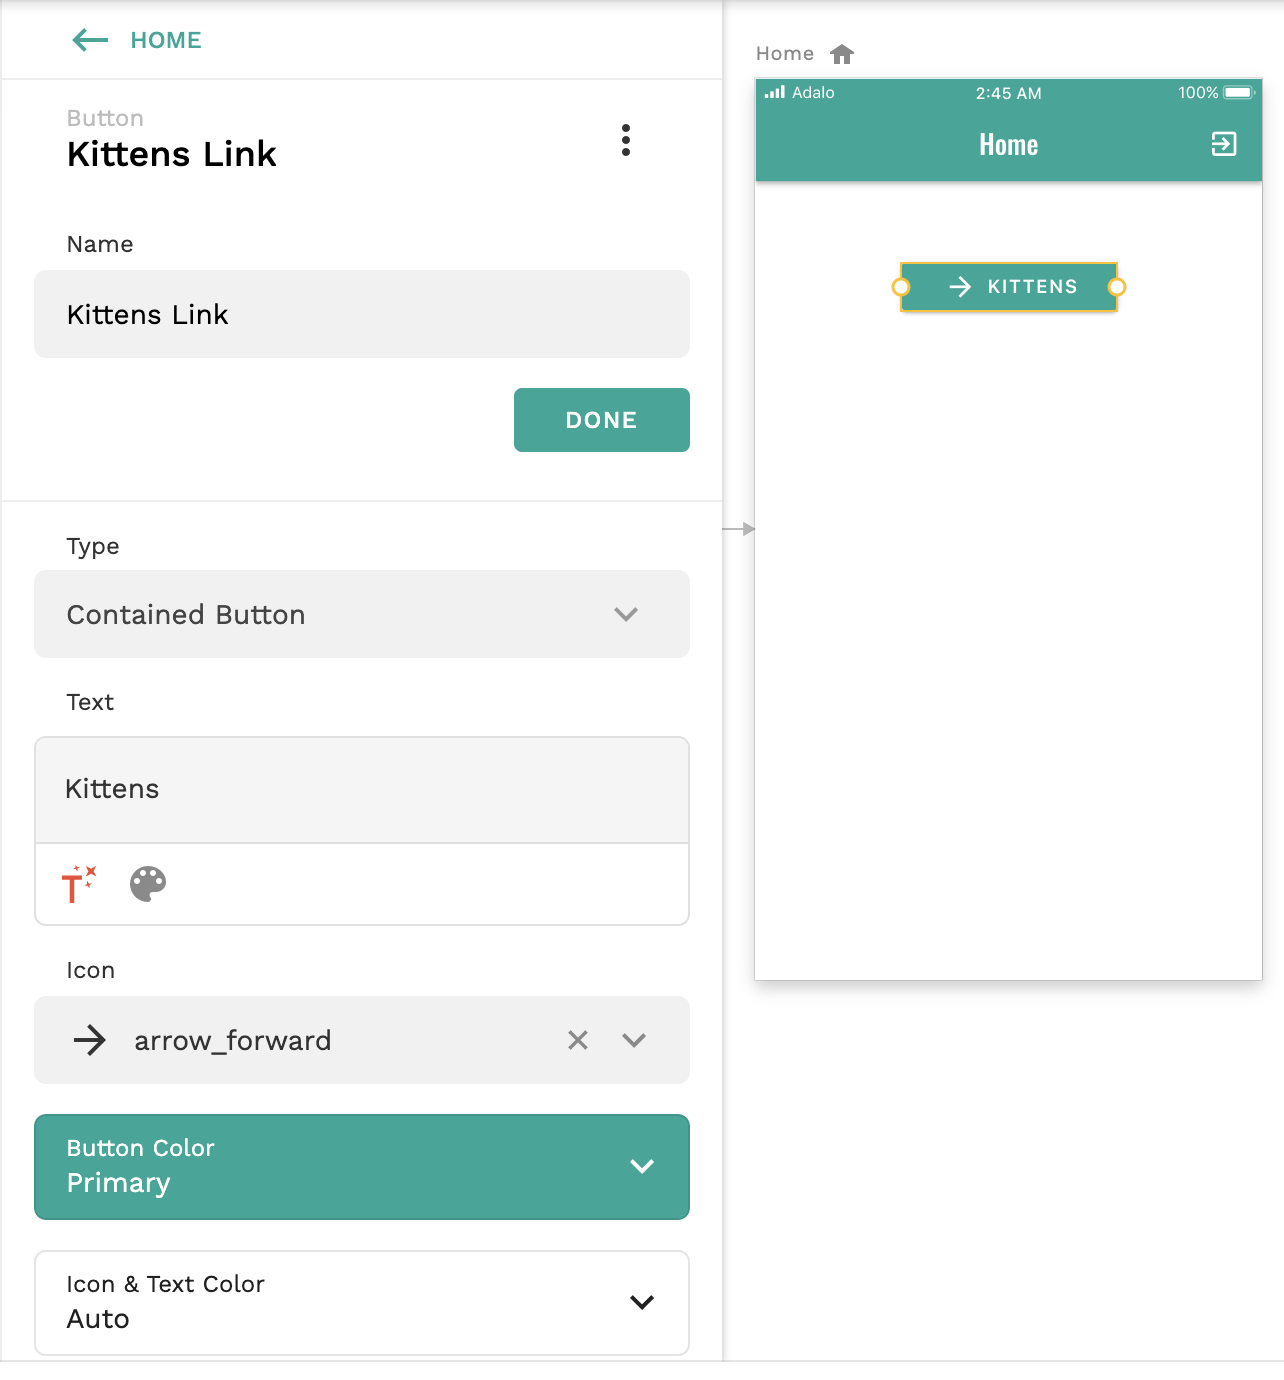 HOME
Button
Kittens Link
Name
Kittens Link
DONE
Type
Contained Button
Text
Kittens
T
Icon
arrow_forward
Button Color
Primary
Icon & Text Color
Auto
Home
Adalo
2:45 AM
100%
Home
KITTENS